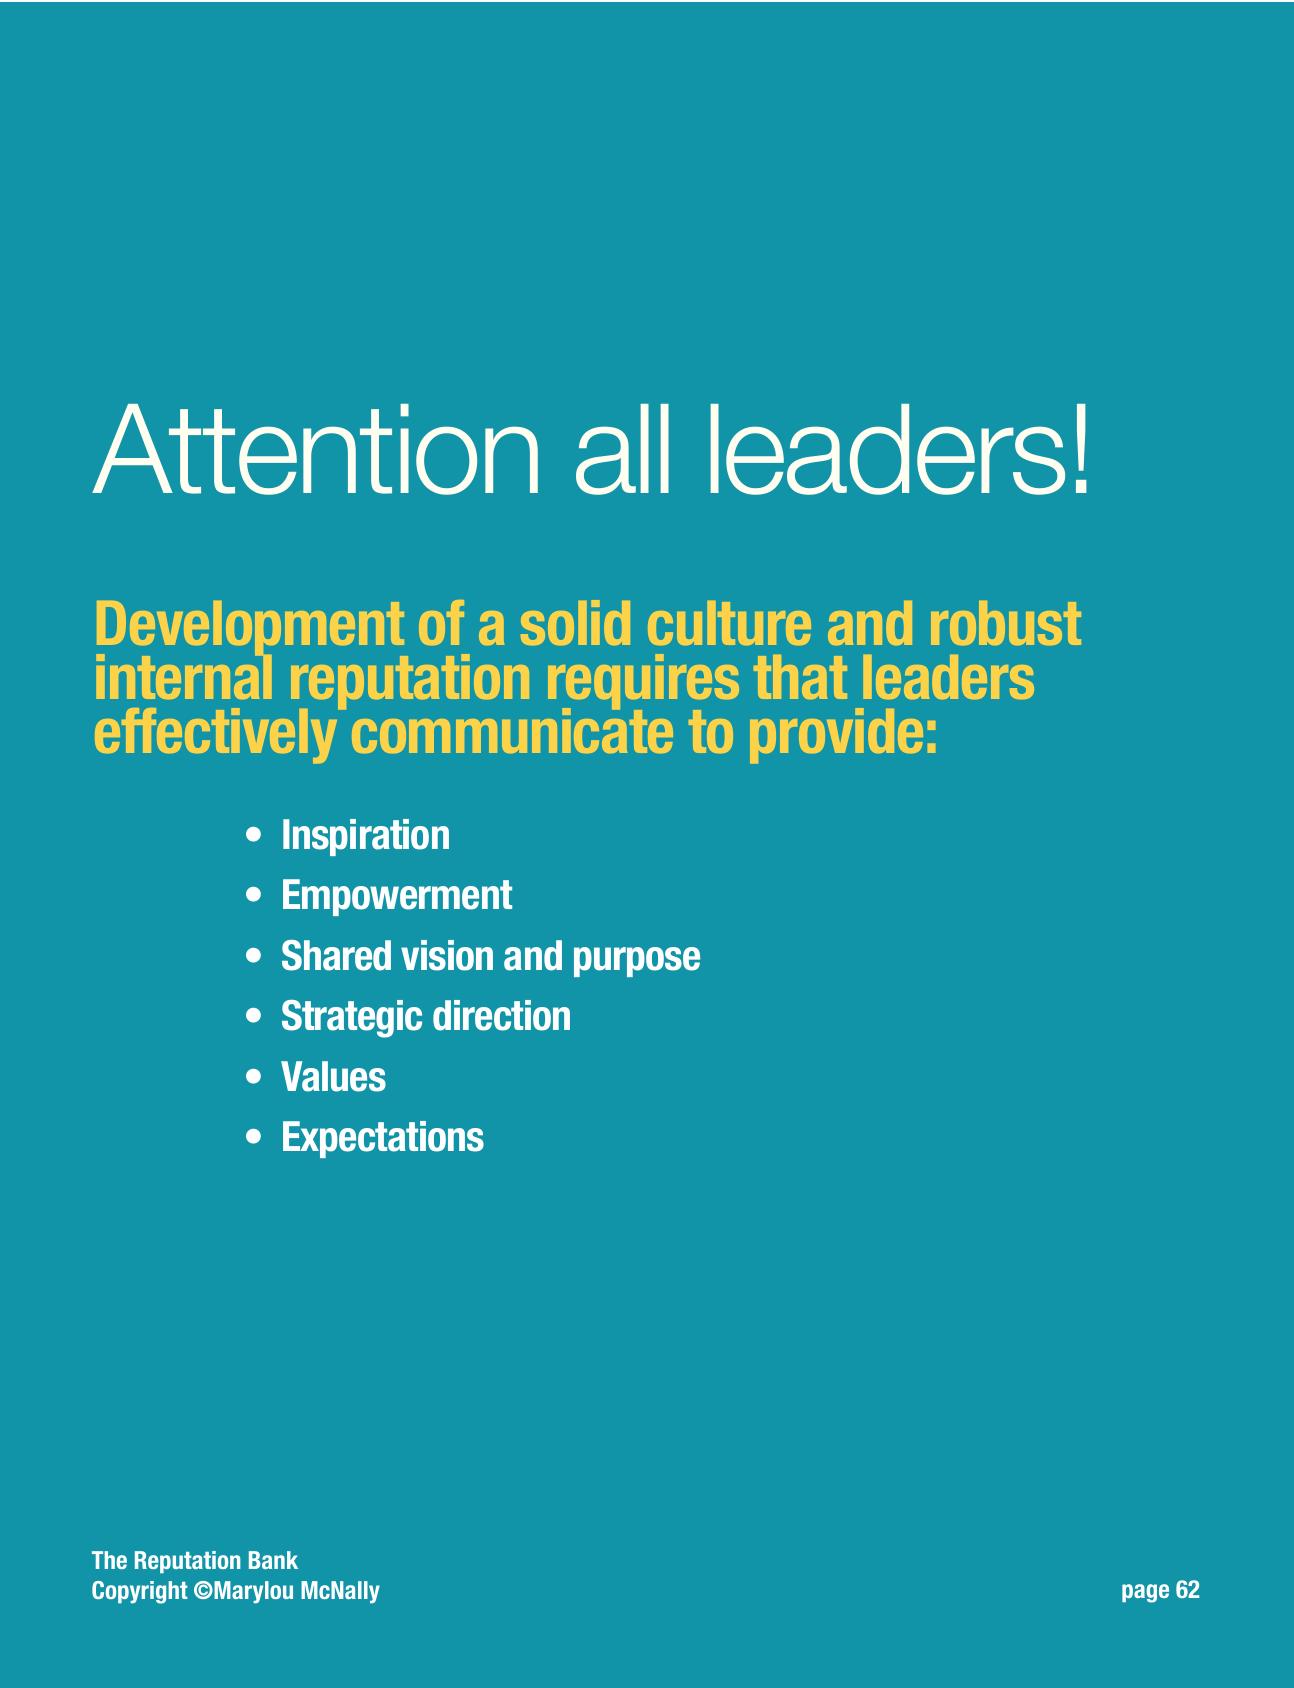 Attention all leaders!
Development of a solid culture and robust
internal reputation requires that leaders
effectively communicate to provide:
• Inspiration
• Empowerment
• Shared vision and purpose
• Strategic direction
• Values
• Expectations
The Reputation Bank
Copyright ©Marylou McNally
page 62